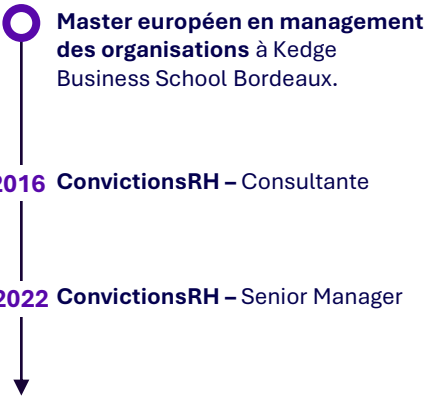 Master européen en management
des organisations à Kedge
Business School Bordeaux.
2016 ConvictionsRH – Consultante
2022 ConvictionsRH – Senior Manager